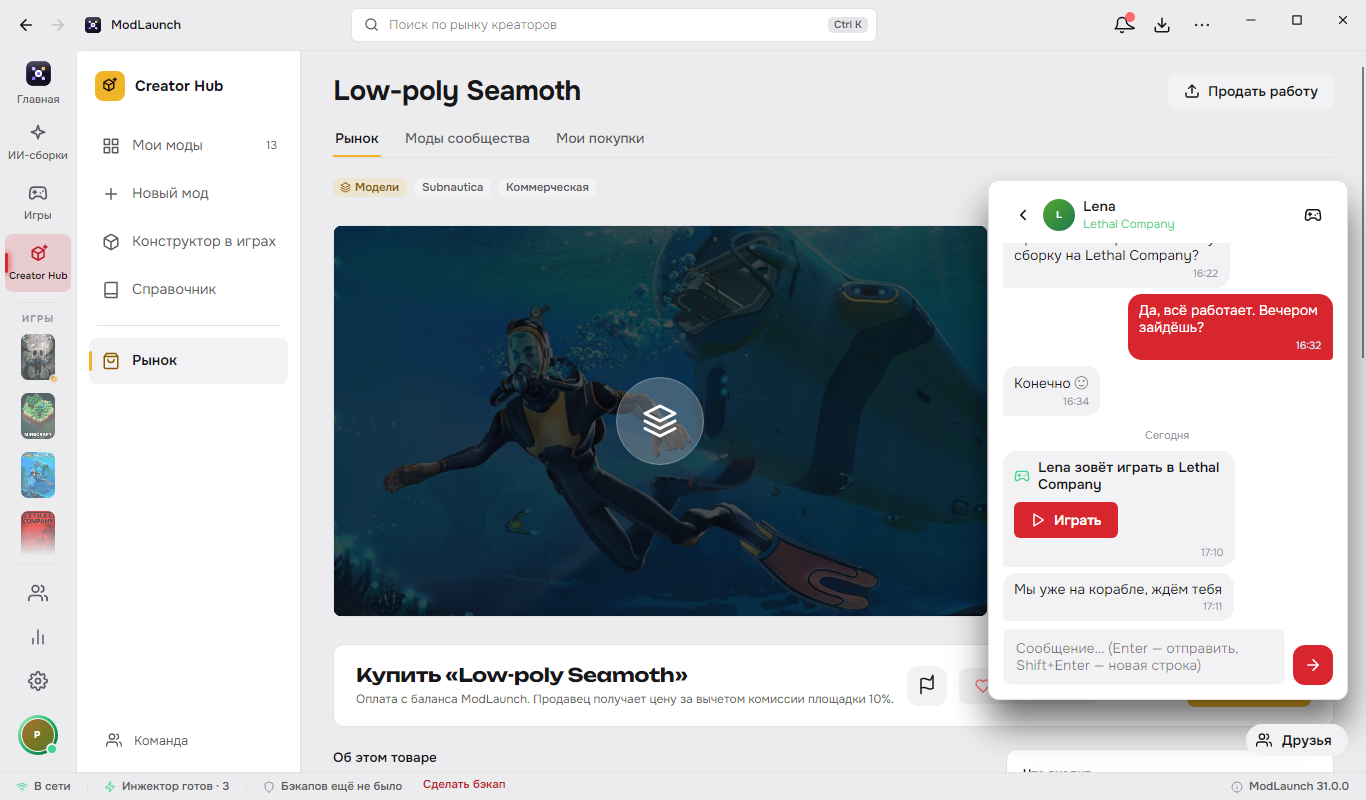 ModLaunch
Поиск по рынку креаторов
Ctrl K
Главная
ИИ-сборки
Игры
Creator Hub
ИГРЫ
MINECRAFT
LETHAL
COMPANY
P
Creator Hub
Мои моды 13
Новый мод
Конструктор в играх
Справочник
Рынок
Команда
Low-poly Seamoth
Продать работу
Рынок Моды сообщества Мои покупки
Модели Subnautica Коммерческая
Купить «Low-poly Seamoth»
Оплата с баланса ModLaunch. Продавец получает цену за вычетом комиссии площадки 10%.
Об этом товаре
L
Lena
Lethal Company
сборку на Lethal Company?
16:22
Да, всё работает. Вечером
зайдёшь?
16:32
Конечно 🙂
16:34
Сегодня
Lena зовёт играть в Lethal
Company
Играть
17:10
Мы уже на корабле, ждём тебя
17:11
Сообщение... (Enter — отправить,
Shift+Enter — новая строка)
Друзья
В сети
Инжектор готов · 3
Бэкапов ещё не было
Сделать бэкап
ModLaunch 31.0.0